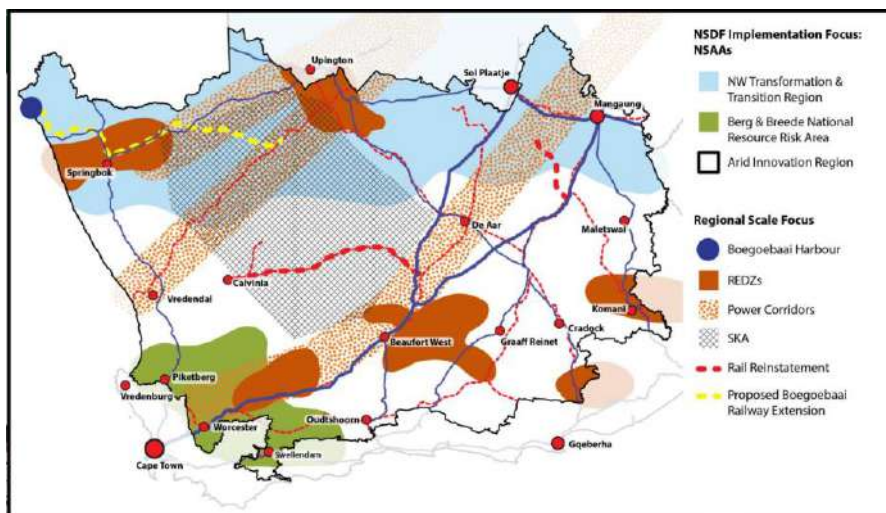 Upington
Sol Plaatje
Mangaung
Springbok
De Aar
Maletswai
Calvinia
Vredendal
Komani
Beaufort West
Graaff Reinet
Cradock
Piketberg
Vredenburg
Worcester
Oudtshoorn
Swellendam
Cape Town
Gqeberha
NSDF Implementation Focus:
NSAAs
NW Transformation &
Transition Region
Berg & Breede National
Resource Risk Area
Arid Innovation Region
Regional Scale Focus
Boegoebaai Harbour
REDZs
Power Corridors
SKA
Rail Reinstatement
Proposed Boegoebaai
Railway Extension